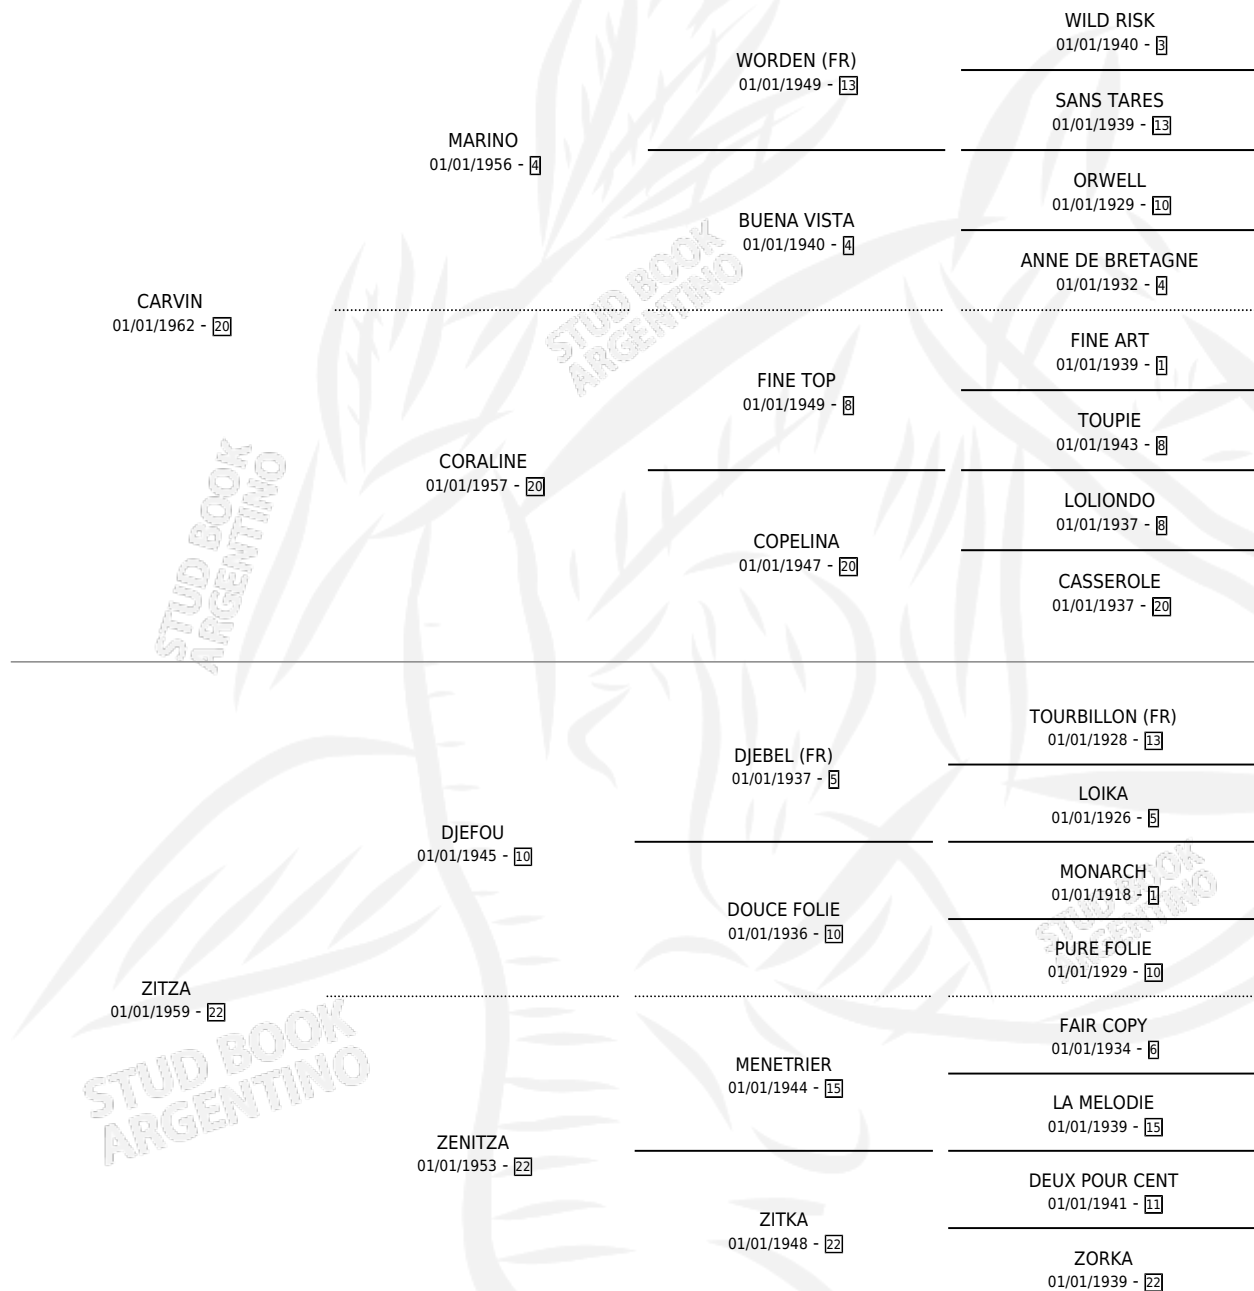 WILD RISK
01/01/1940 - 3
WORDEN (FR)
01/01/1949 - 13
SANS TARES
01/01/1939 - 13
MARINO
01/01/1956 - 4
ORWELL
01/01/1929 - 10
BUENA VISTA
01/01/1940 - 4
ANNE DE BRETAGNE
01/01/1932 - 4
CARVIN
01/01/1962 - 20
FINE ART
01/01/1939 - 1
FINE TOP
01/01/1949 - 8
TOUPIE
01/01/1943 - 8
CORALINE
01/01/1957 - 20
LOLIONDO
01/01/1937 - 8
COPELINA
01/01/1947 - 20
CASSEROLE
01/01/1937 - 20
TOURBILLON (FR)
01/01/1928 - 13
DJEBEL (FR)
01/01/1937 - 5
LOIKA
01/01/1926 - 5
DJEFOU
01/01/1945 - 10
MONARCH
01/01/1918 - 1
DOUCE FOLIE
01/01/1936 - 10
PURE FOLIE
01/01/1929 - 10
ZITZA
01/01/1959 - 22
FAIR COPY
01/01/1934 - 6
MENETRIER
01/01/1944 - 15
LA MELODIE
01/01/1939 - 15
ZENITZA
01/01/1953 - 22
DEUX POUR CENT
01/01/1941 - 11
ZITKA
01/01/1948 - 22
ZORKA
01/01/1939 - 22
STUD BOOK
ARGENTINO
STUD BOOK
ARGENTINO
STUD BOOK
ARGENTINO
STUD BOOK
ARGENTINO